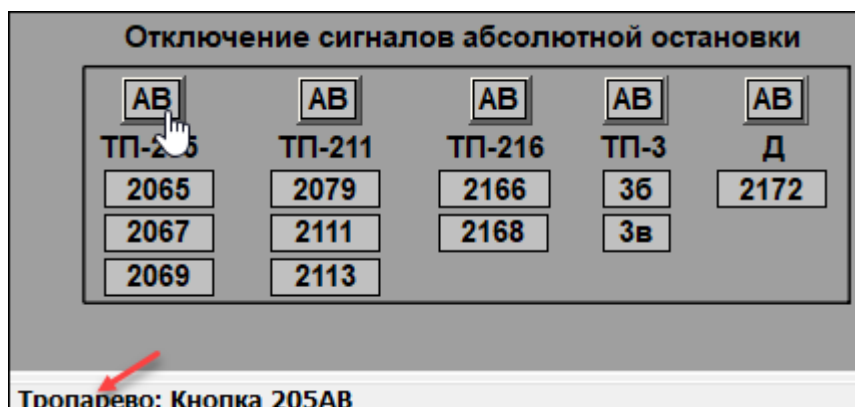 Отключение сигналов абсолютной остановки
АВ АВ АВ АВ АВ
ТП-211 ТП-216 ТП-3 Д
2065 2079 2166 3б 2172
2067 2111 2168 3в
2069 2113
Тропарево: Кнопка 205АВ